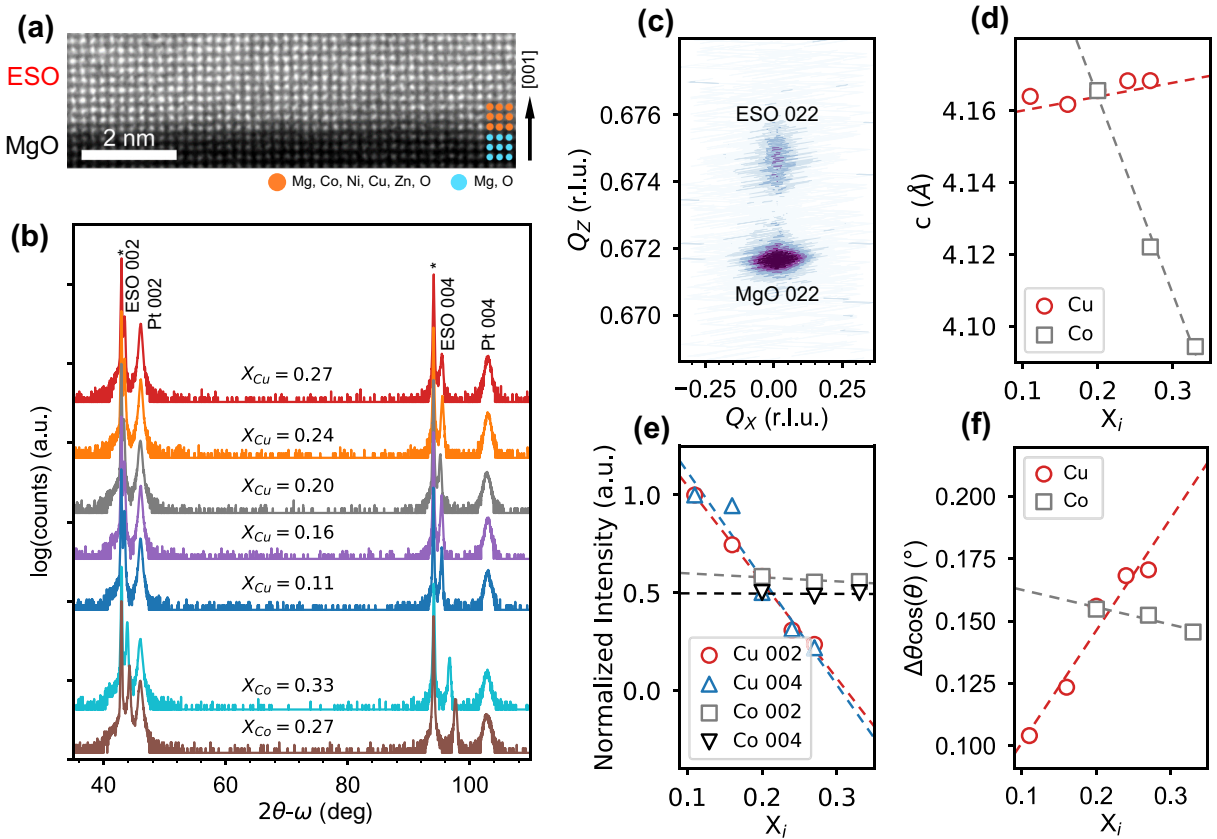 (a)
ESO
MgO
2 nm
[001]
Mg, Co, Ni, Cu, Zn, O
Mg, O
(b)
log(counts) (a.u.)
*
ESO 002
Pt 002
*
ESO 004
Pt 004
X_Cu = 0.27
X_Cu = 0.24
X_Cu = 0.20
X_Cu = 0.16
X_Cu = 0.11
X_Co = 0.33
X_Co = 0.27
40 60 80 100
2θ-ω (deg)
(c)
Q_Z (r.l.u.)
0.676
0.674
0.672
0.670
ESO 022
MgO 022
−0.25 0.00 0.25
Q_X (r.l.u.)
(d)
c (Å)
4.16
4.14
4.12
4.10
Cu
Co
0.1 0.2 0.3
X_i
(e)
Normalized Intensity (a.u.)
1.0
0.5
0.0
Cu 002
Cu 004
Co 002
Co 004
0.1 0.2 0.3
X_i
(f)
Δθcos(θ) (°)
0.200
0.175
0.150
0.125
0.100
Cu
Co
0.1 0.2 0.3
X_i